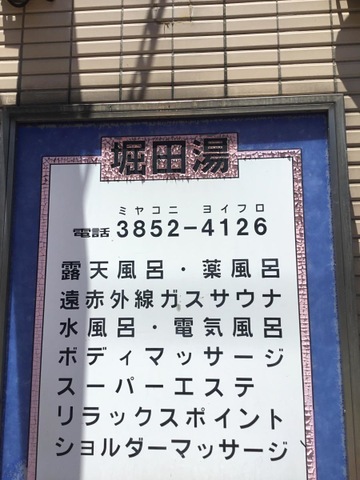 堀田湯
ミヤコニ ヨイフロ
電話 3852-4126
露天風呂・薬風呂
遠赤外線ガスサウナ
水風呂・電気風呂
ボディマッサージ
スーパーエステ
リラックスポイント
ショルダーマッサージ